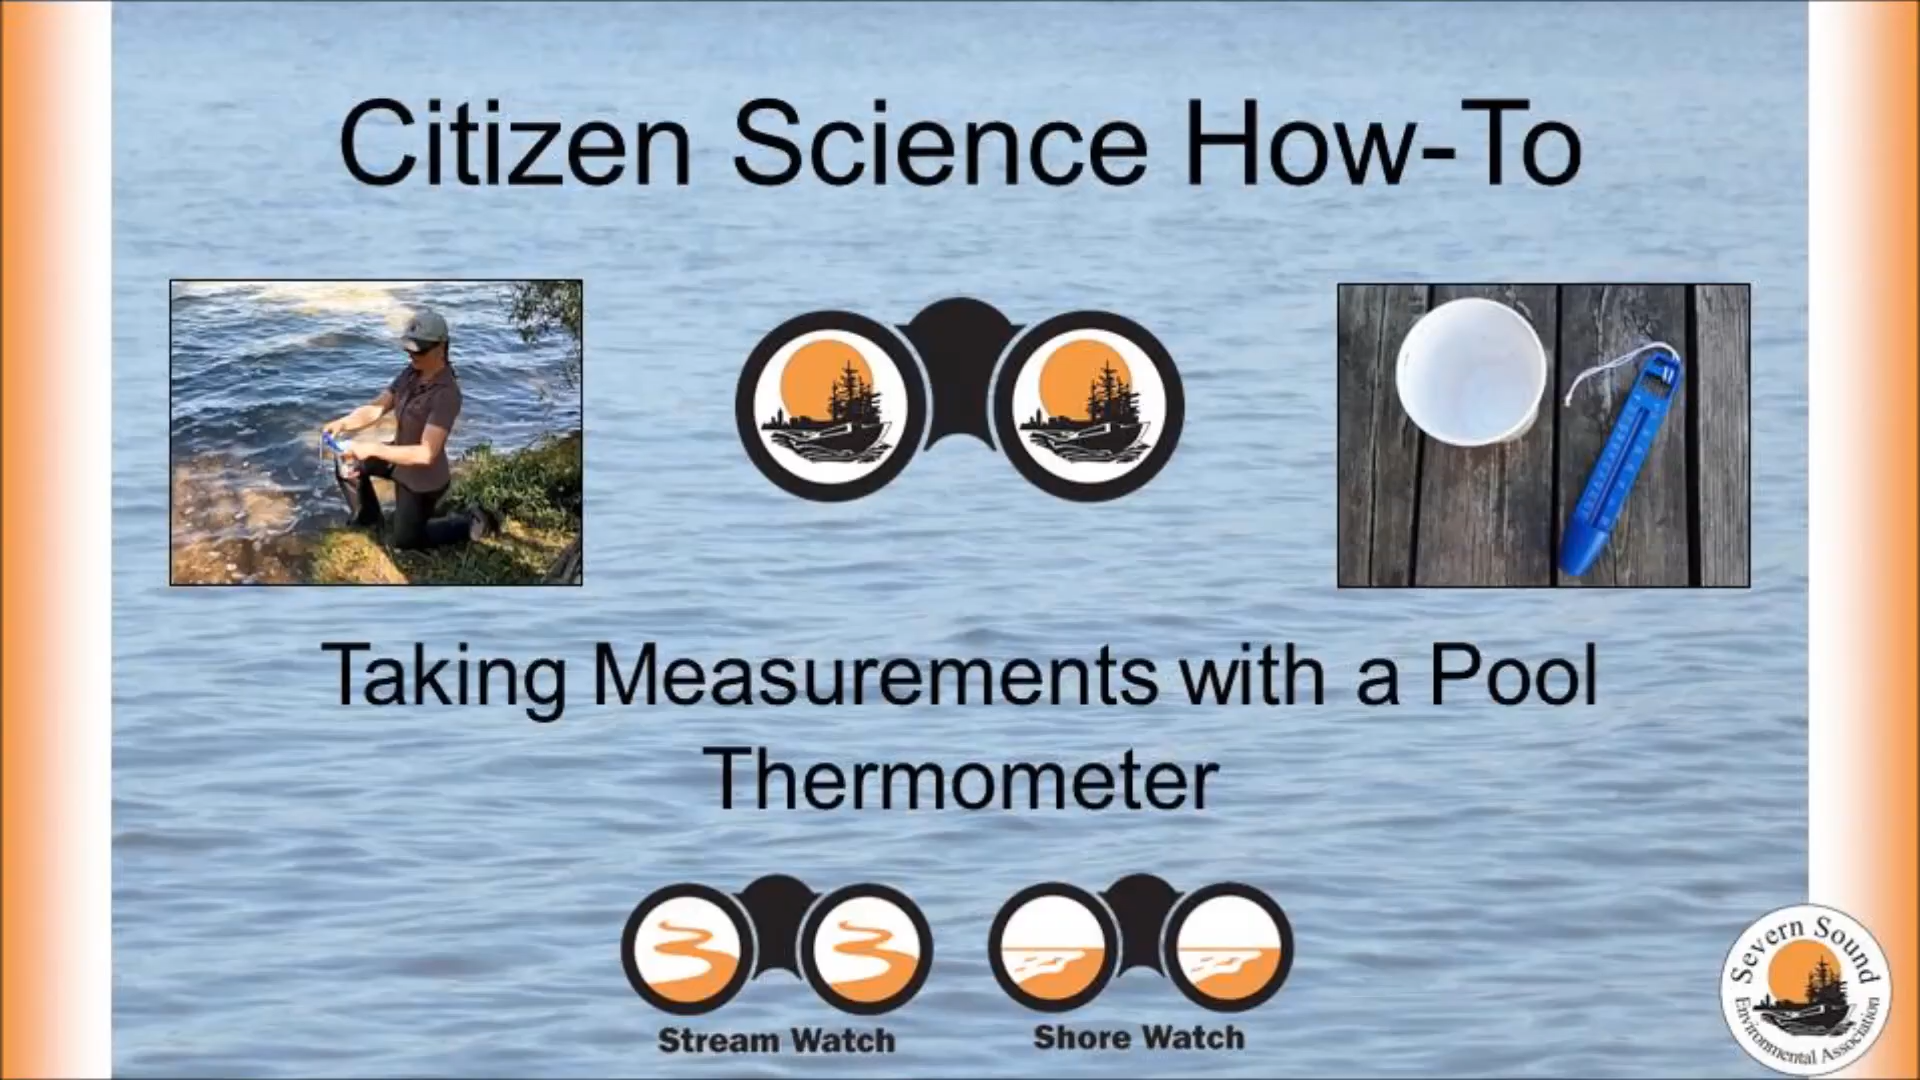 Citizen Science How-To
Taking Measurements with a Pool
Thermometer
Stream Watch
Shore Watch
Severn Sound
Environmental Association